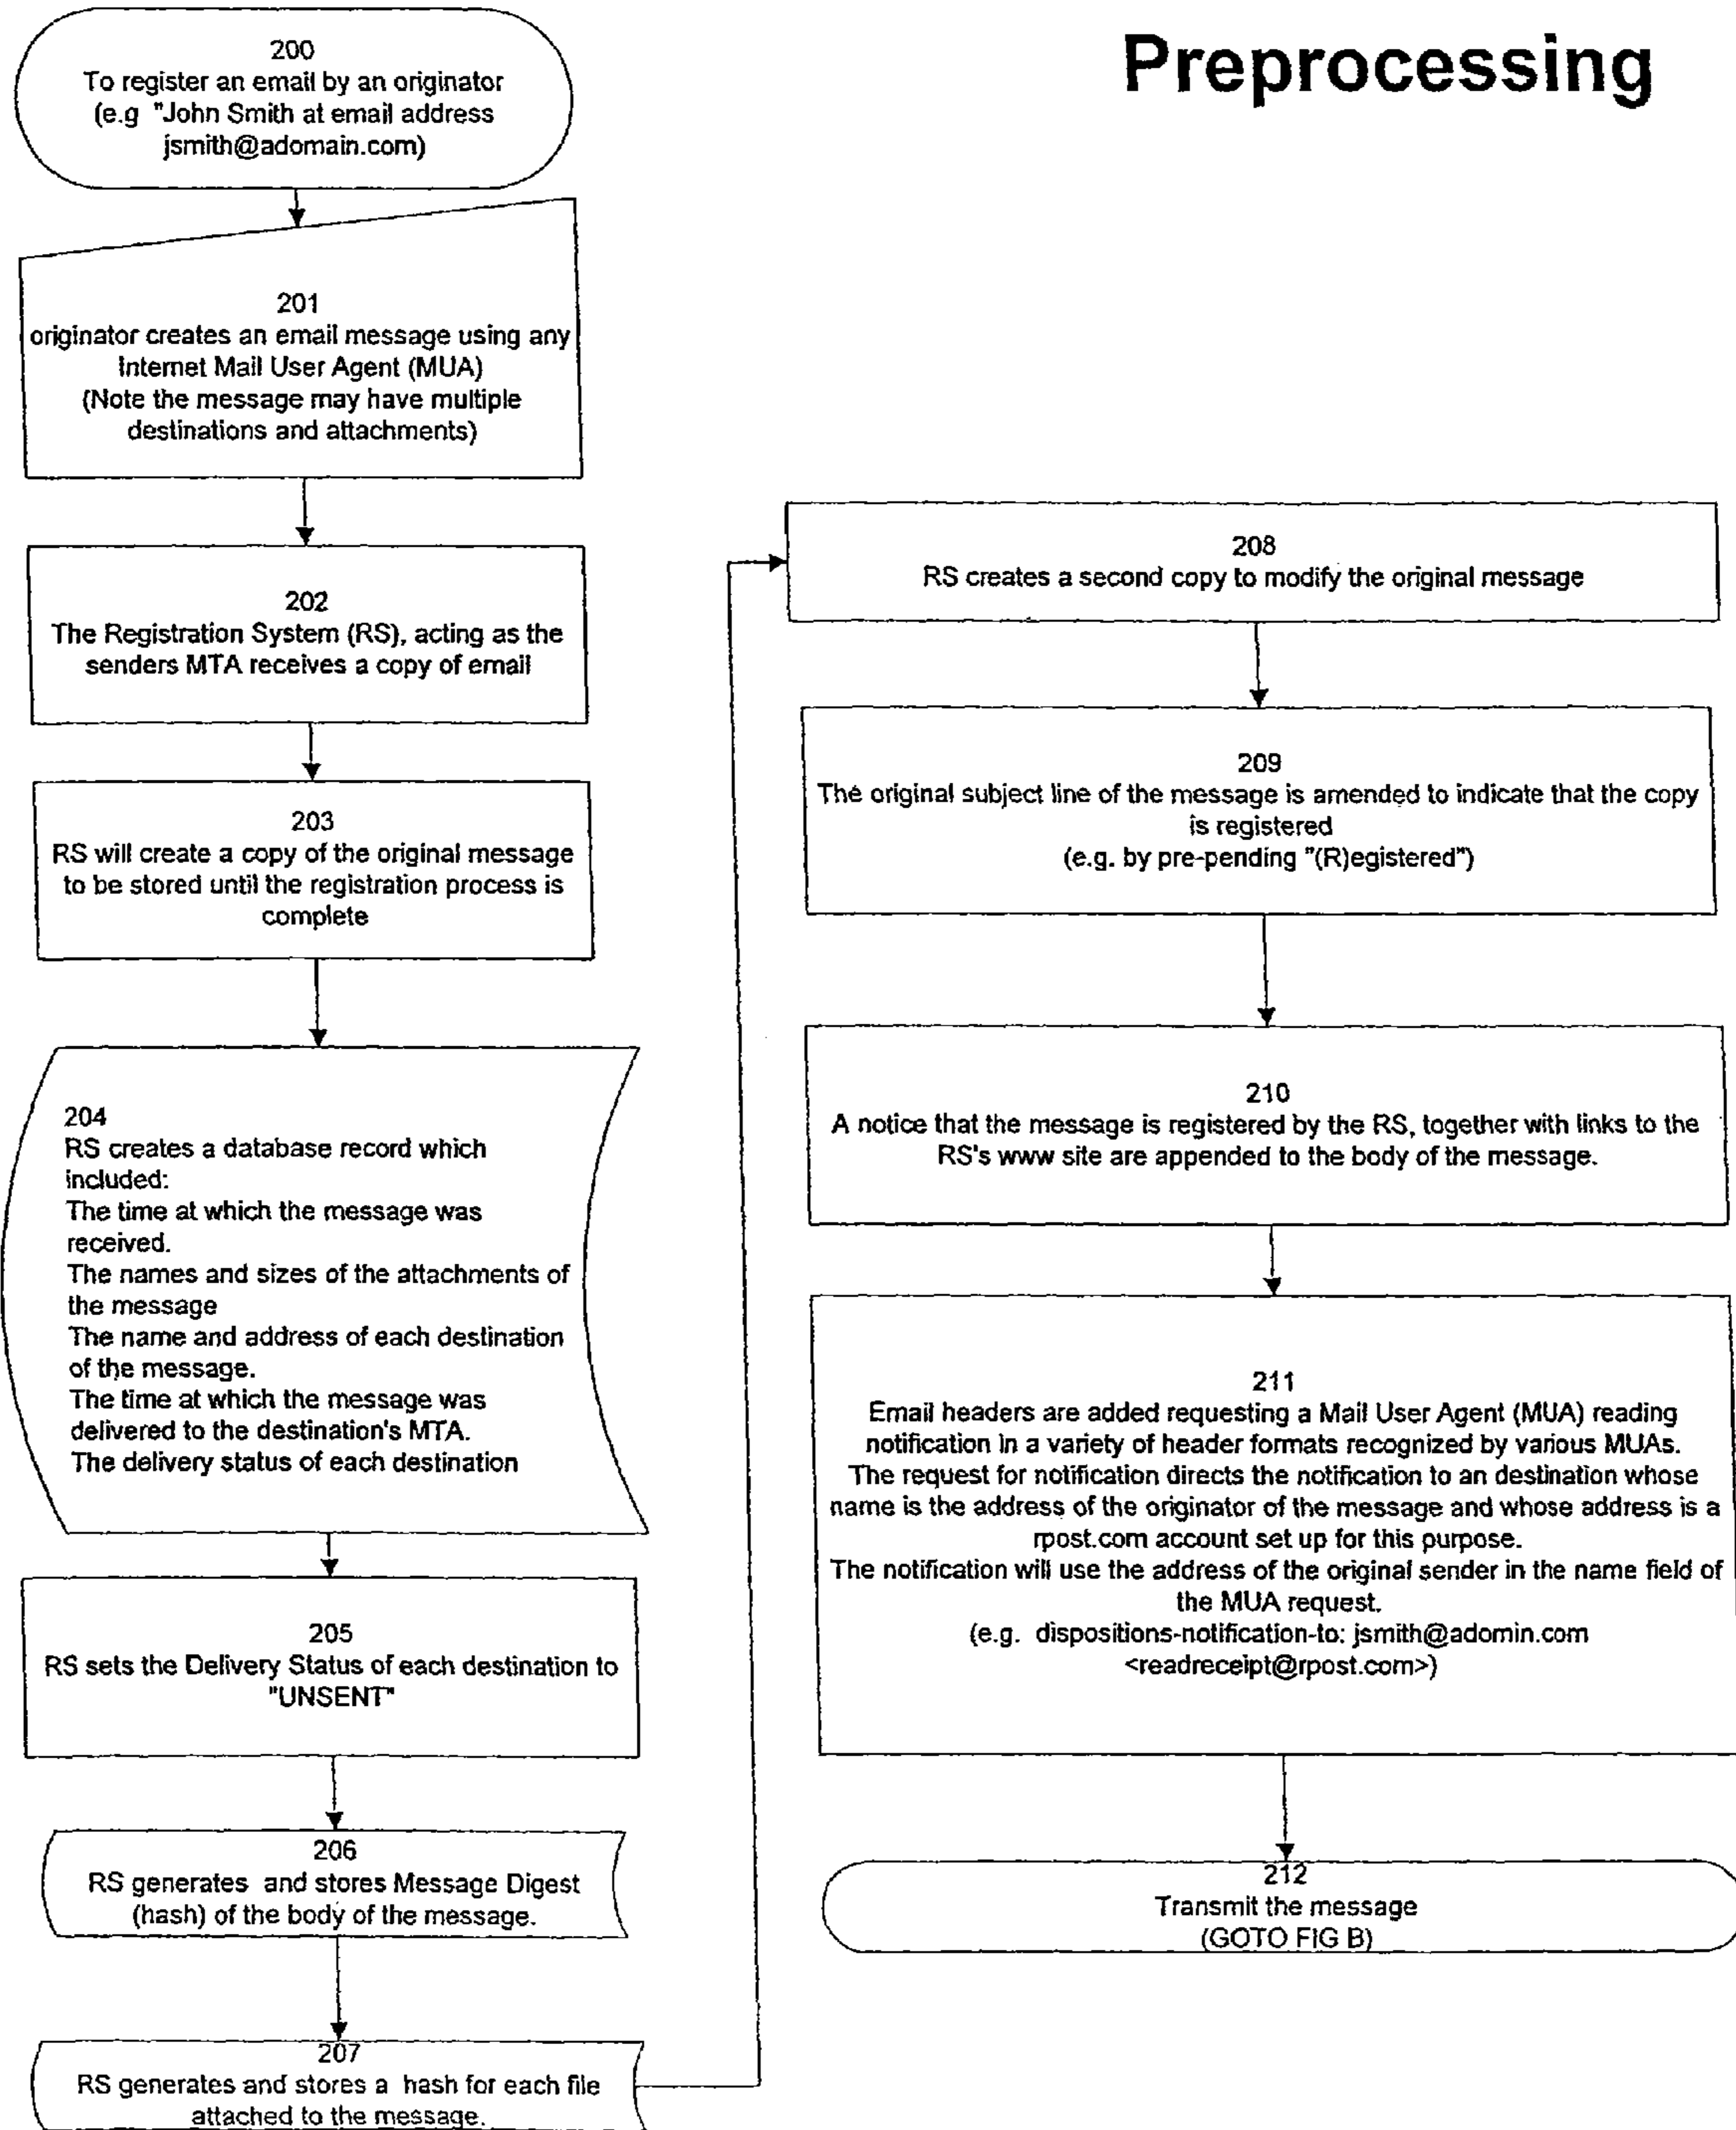 Preprocessing
200
To register an email by an originator
(e.g "John Smith at email address
jsmith@adomain.com)
201
originator creates an email message using any
Internet Mail User Agent (MUA)
(Note the message may have multiple
destinations and attachments)
202
The Registration System (RS), acting as the
senders MTA receives a copy of email
203
RS will create a copy of the original message
to be stored until the registration process is
complete
204
RS creates a database record which
included:
The time at which the message was
received.
The names and sizes of the attachments of
the message
The name and address of each destination
of the message.
The time at which the message was
delivered to the destination's MTA.
The delivery status of each destination
205
RS sets the Delivery Status of each destination to
"UNSENT"
206
RS generates and stores Message Digest
(hash) of the body of the message.
207
RS generates and stores a hash for each file
attached to the message.
208
RS creates a second copy to modify the original message
209
The original subject line of the message is amended to indicate that the copy
is registered
(e.g. by pre-pending "(R)egistered")
210
A notice that the message is registered by the RS, together with links to the
RS's www site are appended to the body of the message.
211
Email headers are added requesting a Mail User Agent (MUA) reading
notification in a variety of header formats recognized by various MUAs.
The request for notification directs the notification to an destination whose
name is the address of the originator of the message and whose address is a
rpost.com account set up for this purpose.
The notification will use the address of the original sender in the name field of
the MUA request.
(e.g. dispositions-notification-to: jsmith@adomin.com
<readreceipt@rpost.com>)
212
Transmit the message
(GOTO FIG B)